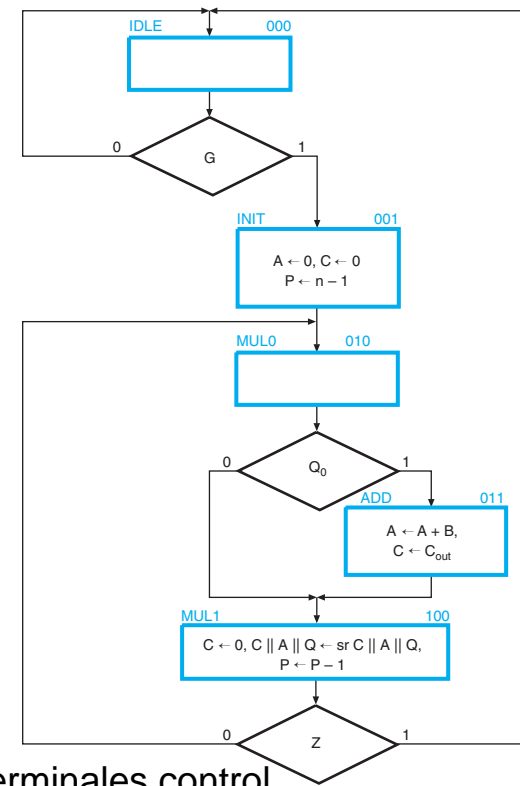 IDLE 000
0 G 1
INIT 001
A ← 0, C ← 0
P ← n – 1
MUL0 010
0 Q₀ 1
ADD 011
A ← A + B,
C ← Cout
MUL1 100
C ← 0, C || A || Q ← sr C || A || Q,
P ← P – 1
0 Z 1
control